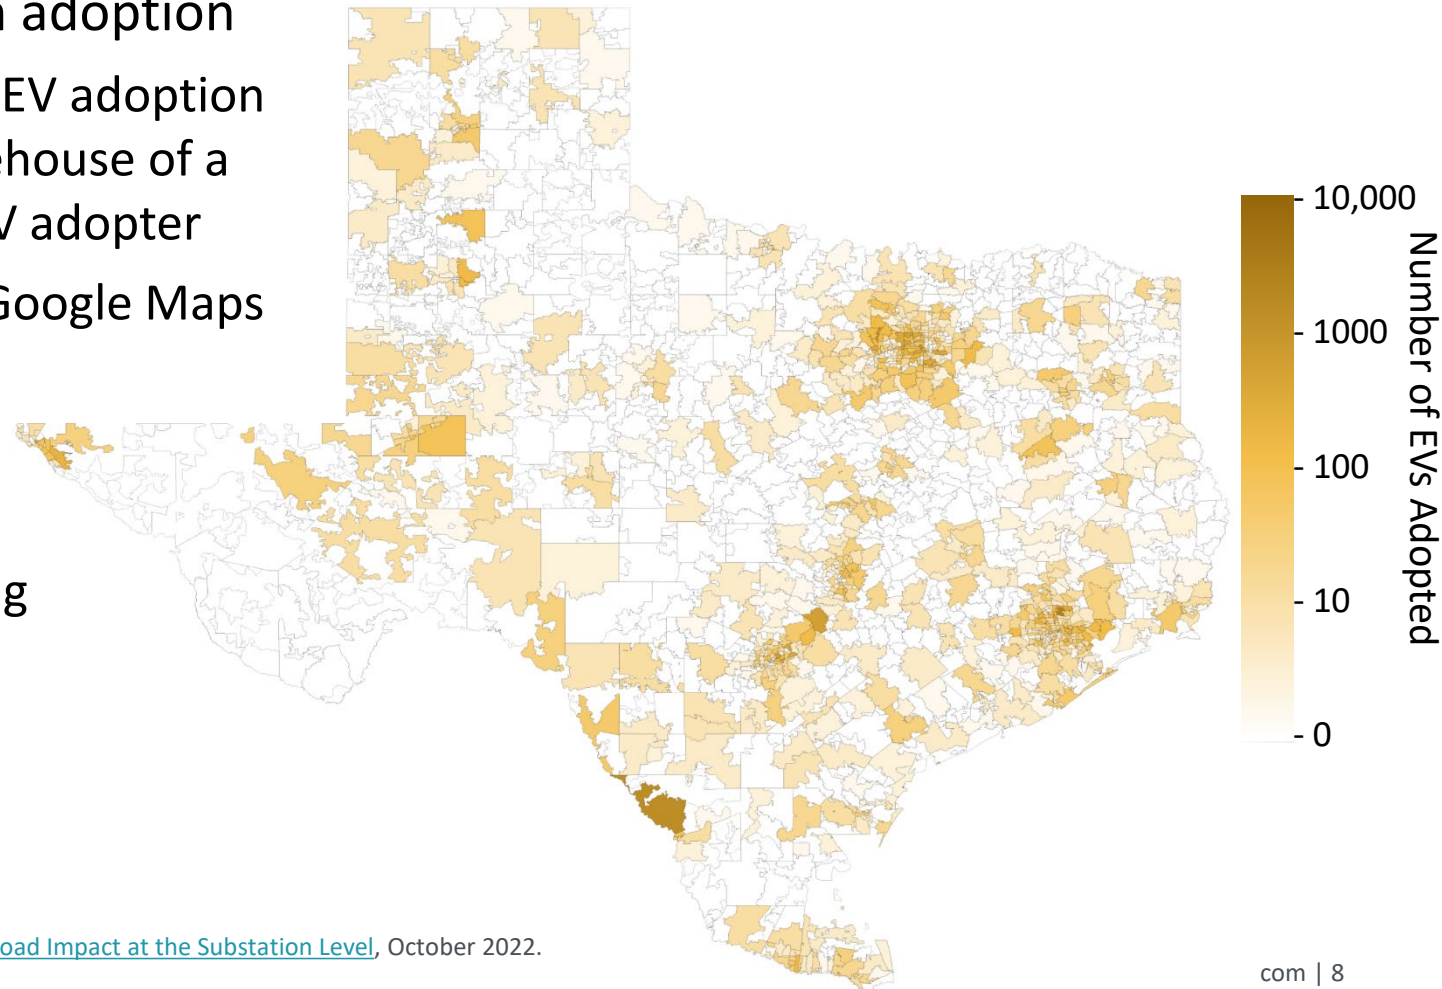 n adoption
EV adoption
ehouse of a
V adopter
Google Maps
g
10,000
1000
100
10
0
Number of EVs Adopted
oad Impact at the Substation Level, October 2022.
com | 8